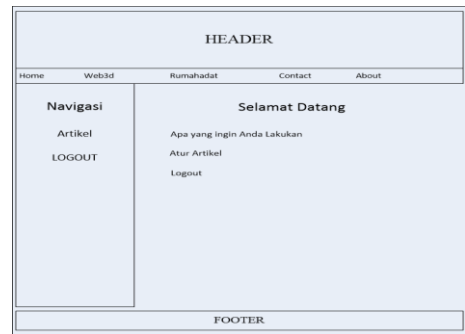 HEADER
Home Web3d Rumahadat Contact About
Navigasi
Artikel
LOGOUT
Selamat Datang
Apa yang ingin Anda Lakukan
Atur Artikel
Logout
FOOTER